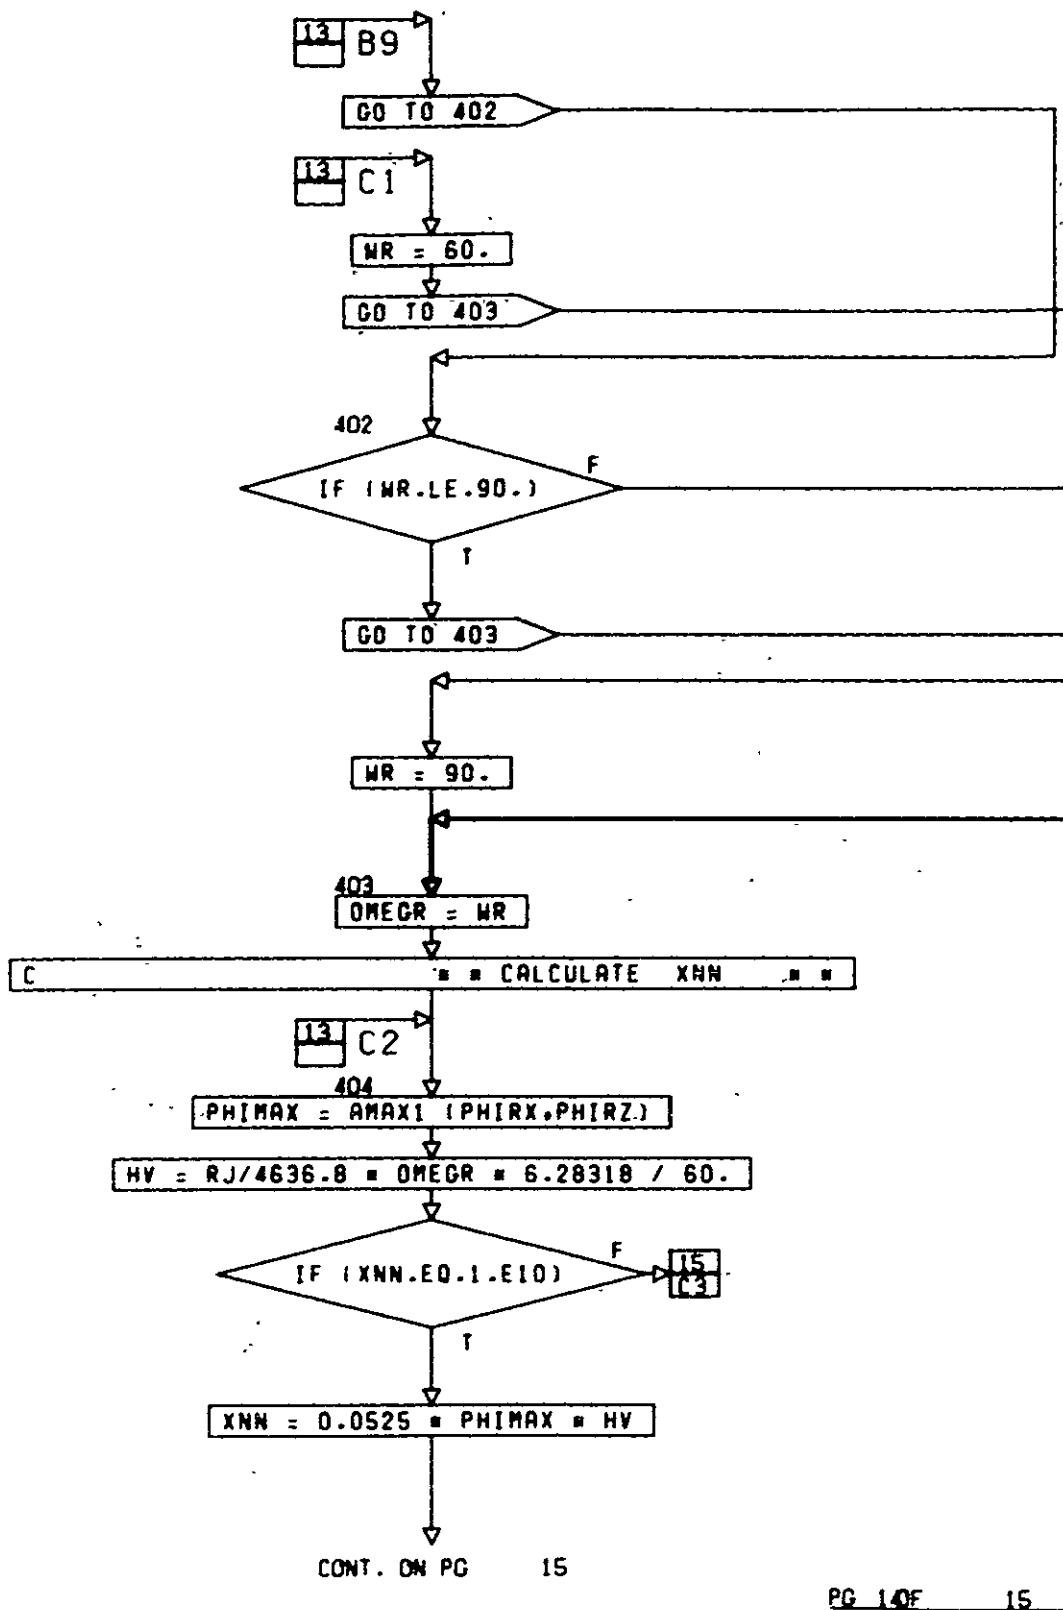 13 B9
GO TO 402
13 C1
WR = 60.
GO TO 403
402
IF (WR.LE.90.)
F
T
GO TO 403
WR = 90.
403
OMEGR = WR
C * * CALCULATE XNN * *
13 C2
404
PHIMAX = AMAX1 (PHIRX,PHIRZ)
HV = RJ/4636.8 * OMEGR * 6.28318 / 60.
IF (XNN.EQ.1.E10)
F
15
C3
T
XNN = 0.0525 * PHIMAX * HV
CONT. ON PG 15
PG 14 OF 15